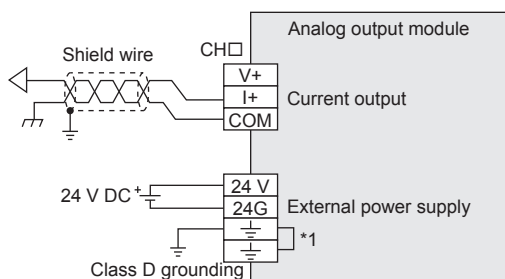 Analog output module
Shield wire
CH□
V+
I+
COM
Current output
24 V DC
+
24 V
24G
External power supply
*1
Class D grounding